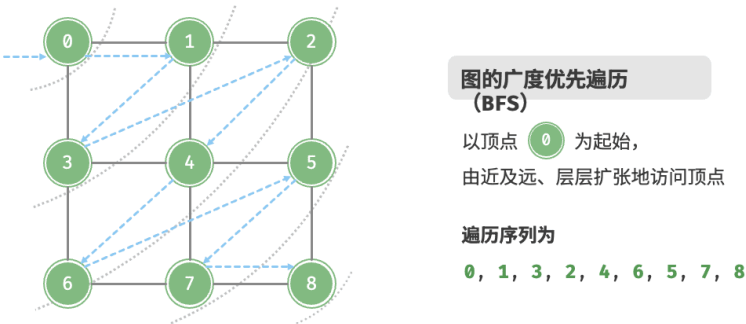 0 1 2
3 4 5
6 7 8
图的广度优先遍历
（BFS）
以顶点 0 为起始，
由近及远、层层扩张地访问顶点
遍历序列为
0, 1, 3, 2, 4, 6, 5, 7, 8